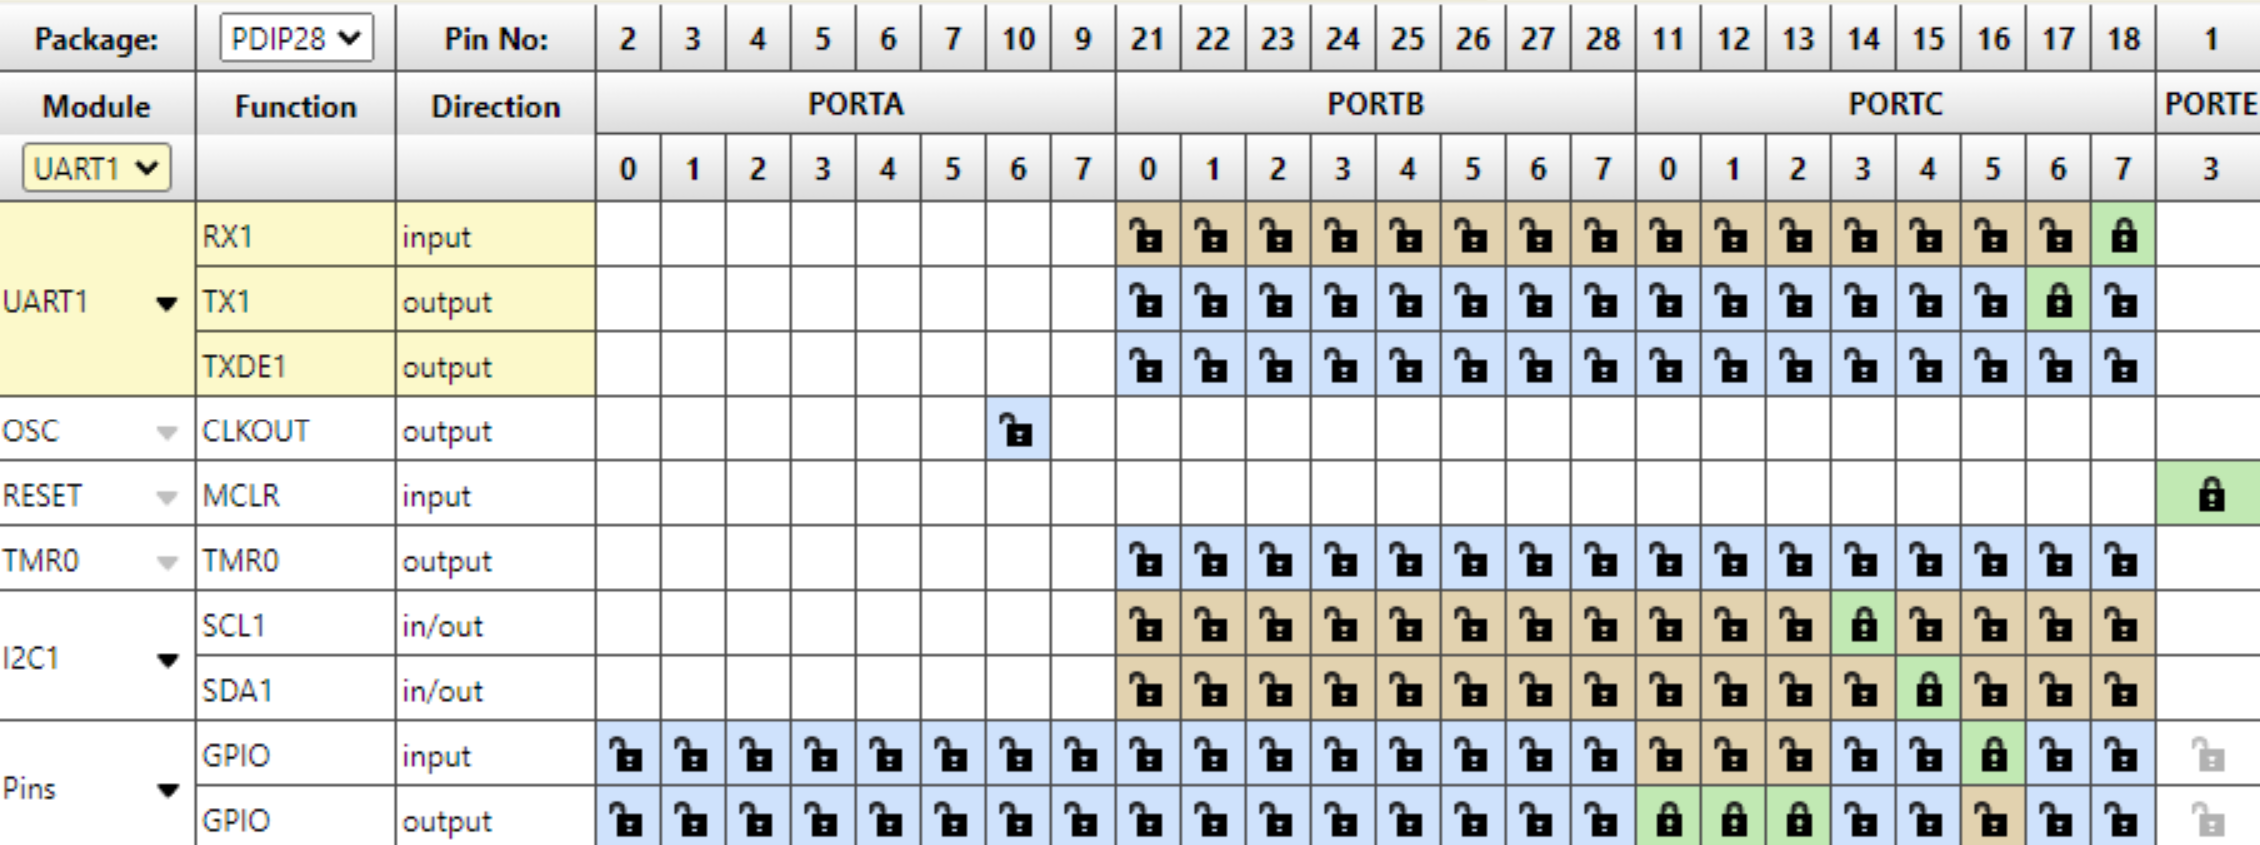 Package: PDIP28 Pin No: 2 3 4 5 6 7 10 9 21 22 23 24 25 26 27 28 11 12 13 14 15 16 17 18 1
Module Function Direction PORTA PORTB PORTC PORTE
UART1 0 1 2 3 4 5 6 7 0 1 2 3 4 5 6 7 0 1 2 3 4 5 6 7 3
RX1 input
UART1 TX1 output
TXDE1 output
OSC CLKOUT output
RESET MCLR input
TMR0 TMR0 output
I2C1 SCL1 in/out
SDA1 in/out
Pins GPIO input
GPIO output